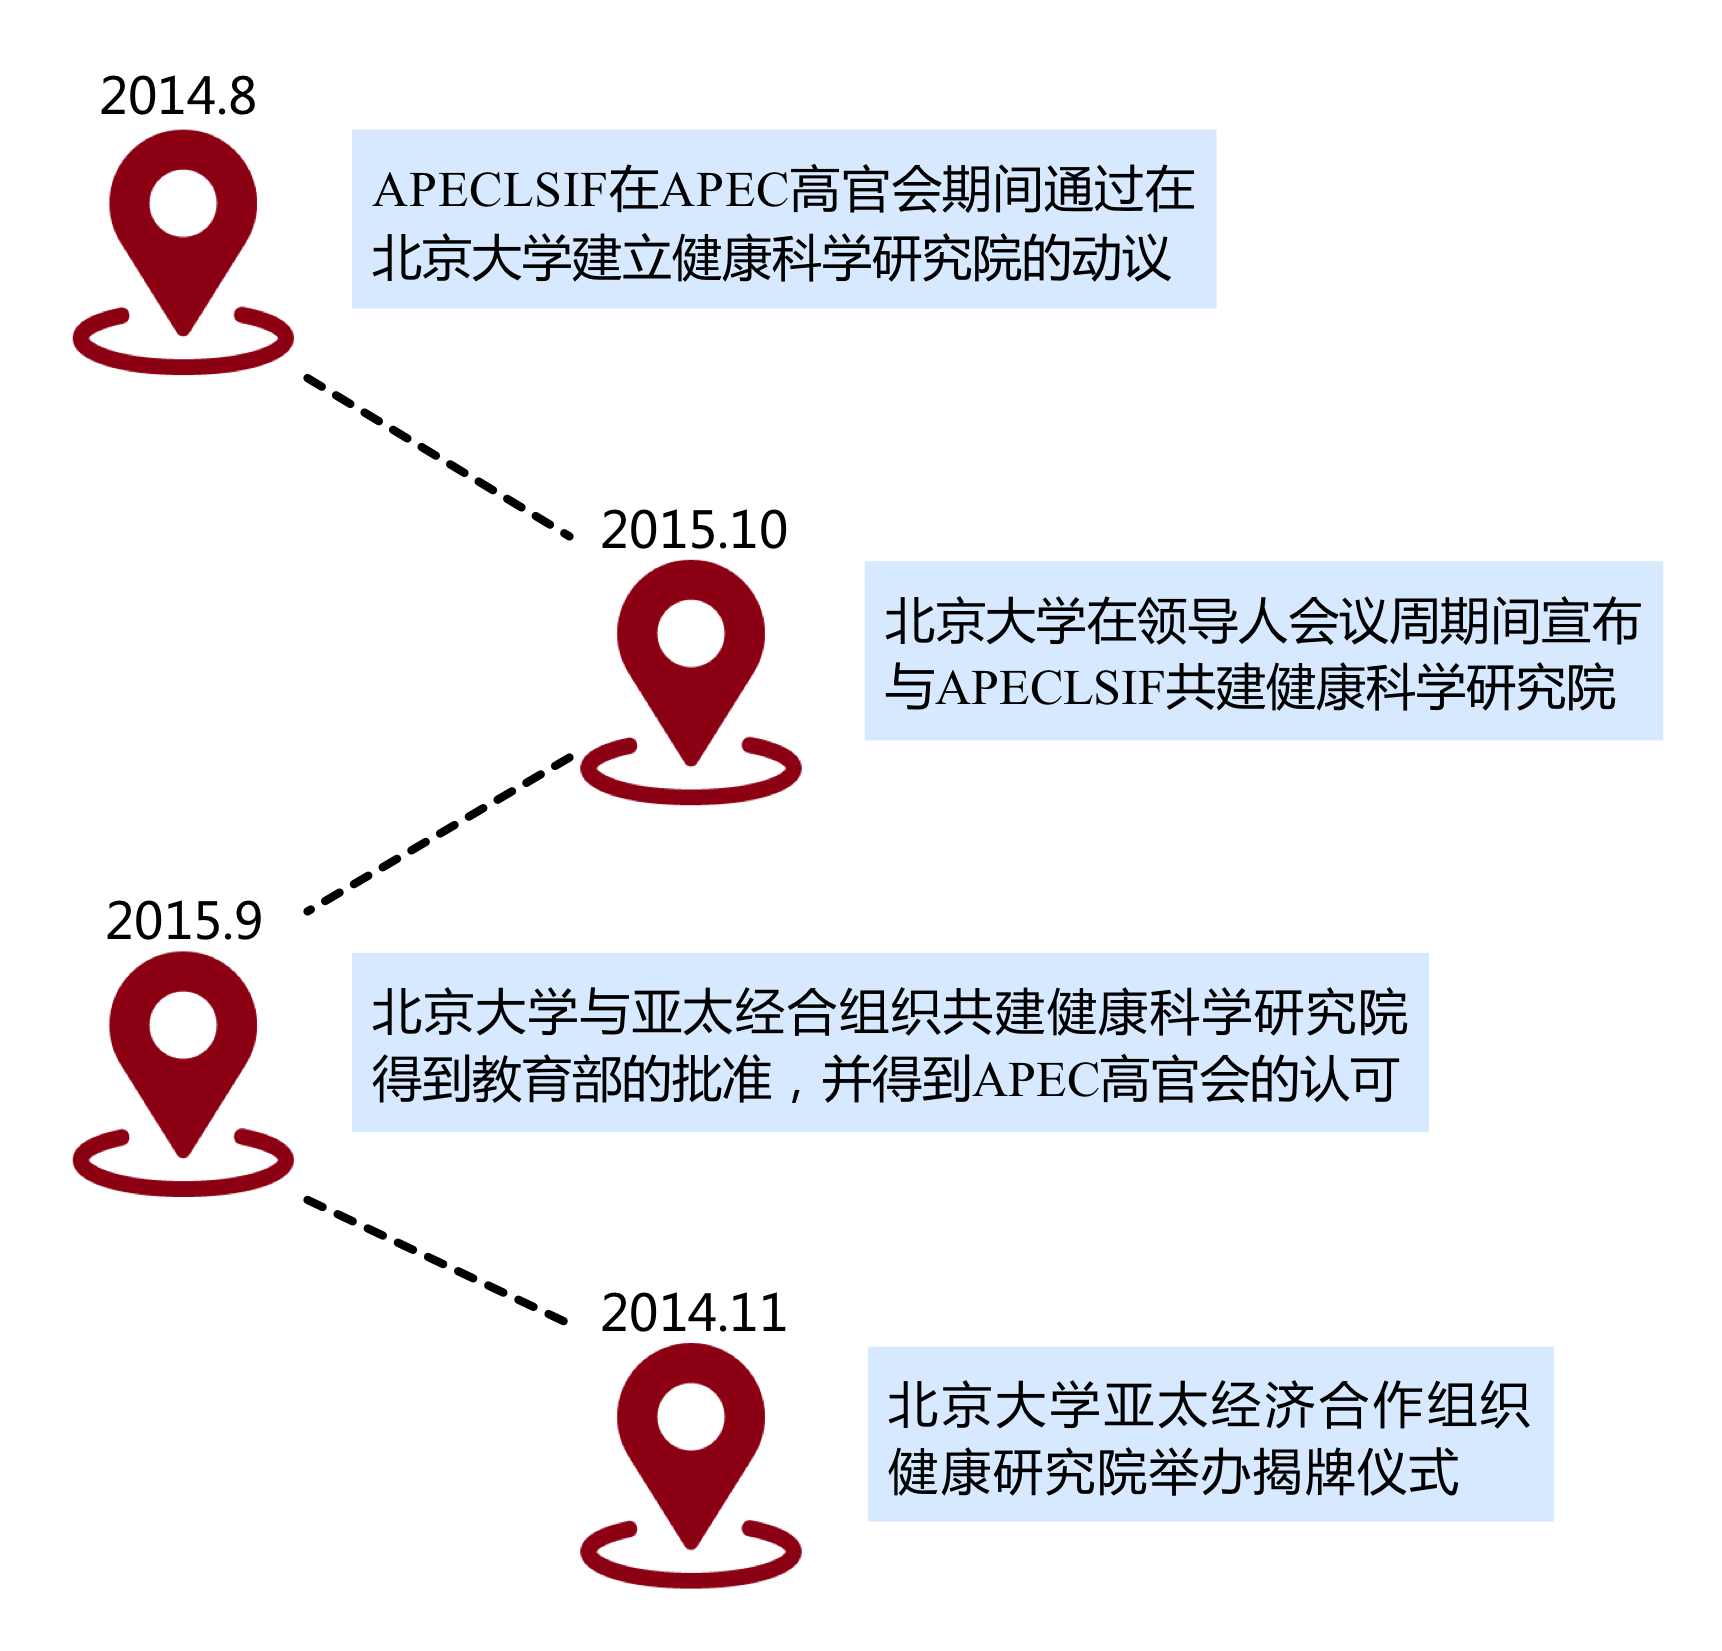 2014.8
APECLSIF在APEC高官会期间通过在
北京大学建立健康科学研究院的动议
2015.10
北京大学在领导人会议周期间宣布
与APECLSIF共建健康科学研究院
2015.9
北京大学与亚太经合组织共建健康科学研究院
得到教育部的批准，并得到APEC高官会的认可
2014.11
北京大学亚太经济合作组织
健康研究院举办揭牌仪式